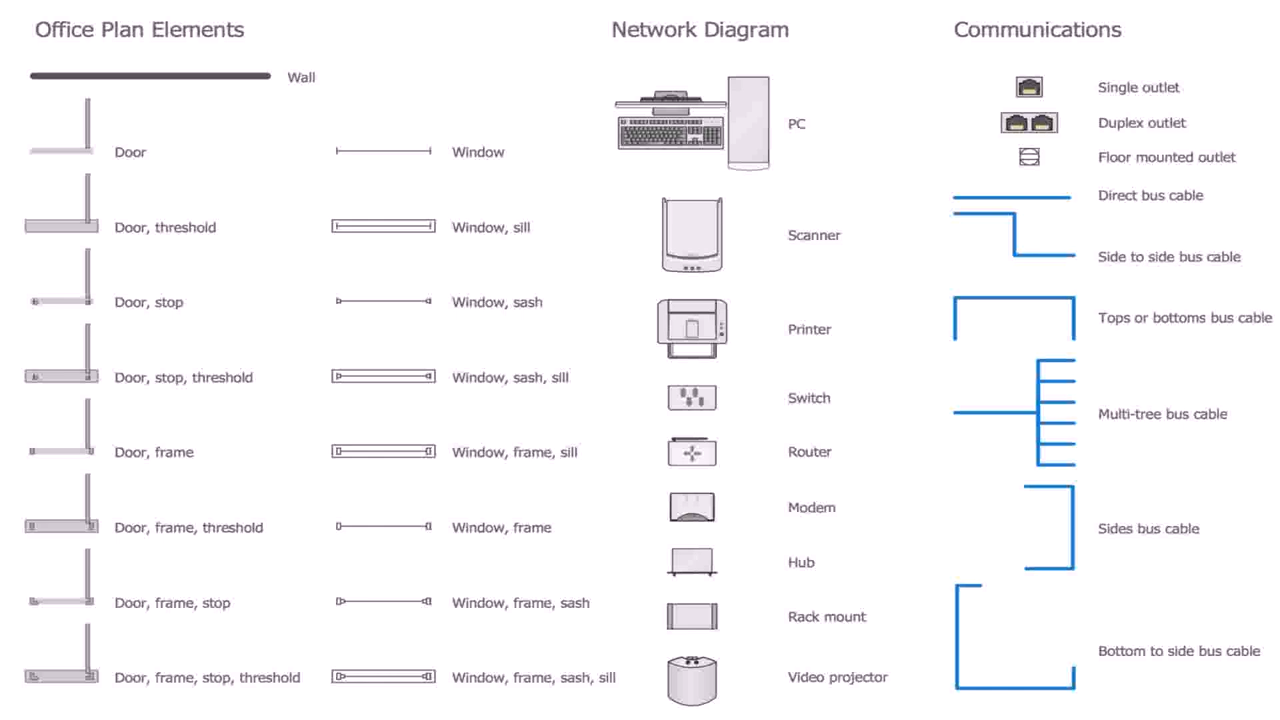 Office Plan Elements
Wall
Door
Window
Door, threshold
Window, sill
Door, stop
Window, sash
Door, stop, threshold
Window, sash, sill
Door, frame
Window, frame, sill
Door, frame, threshold
Window, frame
Door, frame, stop
Window, frame, sash
Door, frame, stop, threshold
Window, frame, sash, sill
Network Diagram
PC
Scanner
Printer
Switch
Router
Modem
Hub
Rack mount
Video projector
Communications
Single outlet
Duplex outlet
Floor mounted outlet
Direct bus cable
Side to side bus cable
Tops or bottoms bus cable
Multi-tree bus cable
Sides bus cable
Bottom to side bus cable